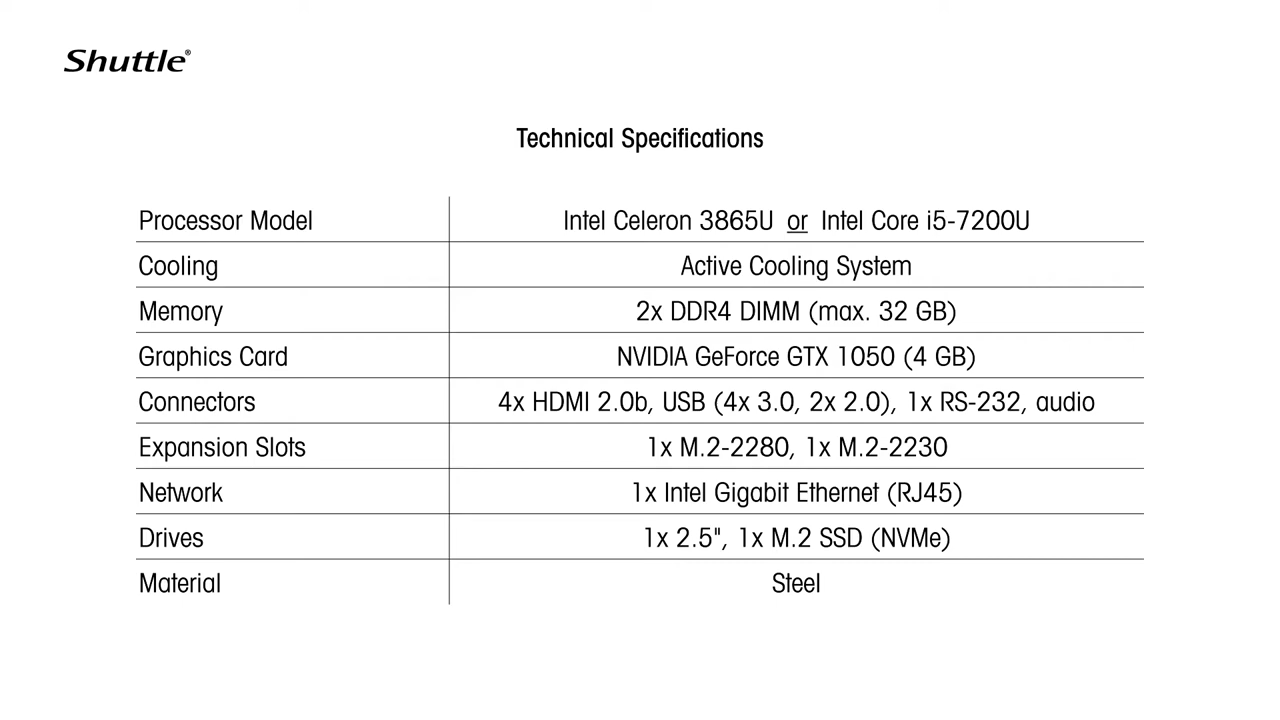 Shuttle®
Technical Specifications
Processor Model Intel Celeron 3865U or Intel Core i5-7200U
Cooling Active Cooling System
Memory 2x DDR4 DIMM (max. 32 GB)
Graphics Card NVIDIA GeForce GTX 1050 (4 GB)
Connectors 4x HDMI 2.0b, USB (4x 3.0, 2x 2.0), 1x RS-232, audio
Expansion Slots 1x M.2-2280, 1x M.2-2230
Network 1x Intel Gigabit Ethernet (RJ45)
Drives 1x 2.5", 1x M.2 SSD (NVMe)
Material Steel